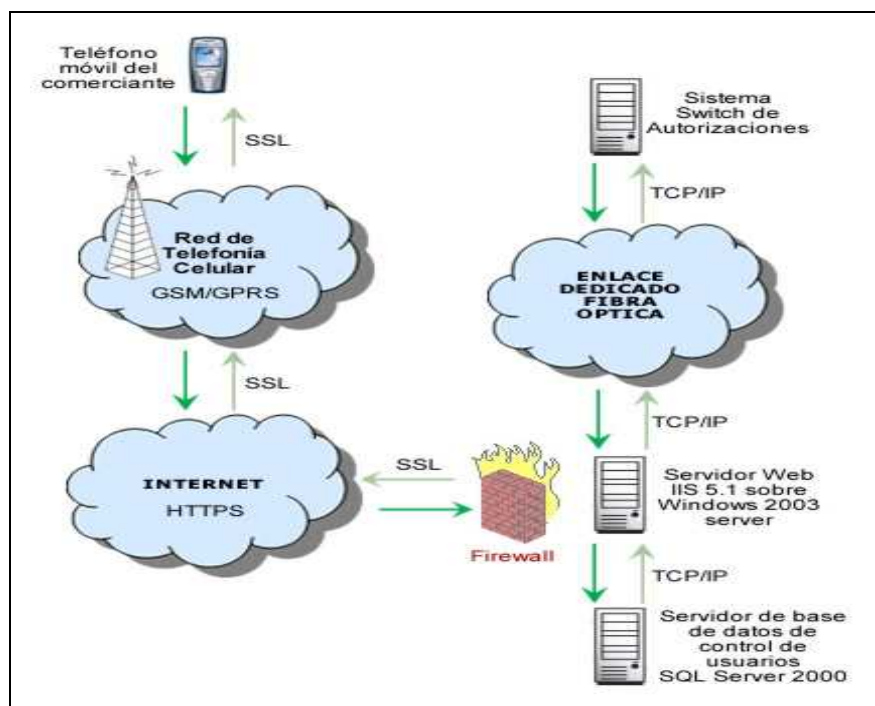 Teléfono
móvil del
comerciante
SSL
Red de
Telefonía
Celular
GSM/GPRS
SSL
INTERNET
HTTPS
SSL
Firewall
Sistema
Switch de
Autorizaciones
TCP/IP
ENLACE
DEDICADO
FIBRA
OPTICA
TCP/IP
Servidor Web
IIS 5.1 sobre
Windows 2003
server
TCP/IP
Servidor de base
de datos de
control de
usuarios
SQL Server 2000